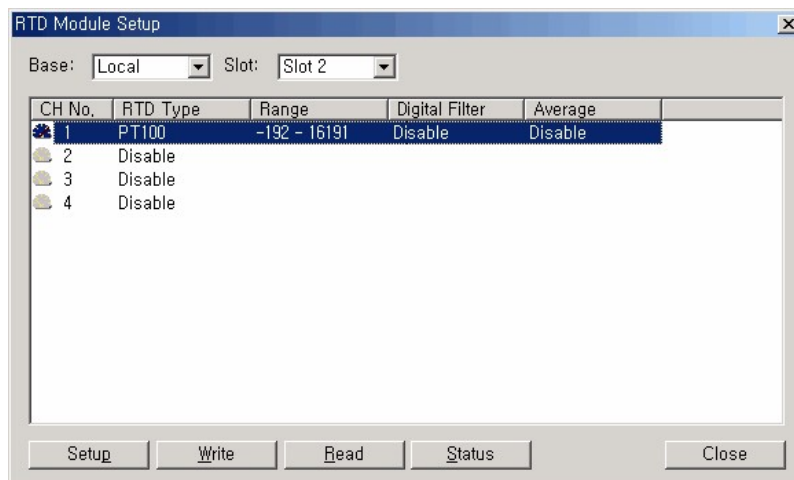 RTD Module Setup
Base: Local Slot: Slot 2
CH No. RTD Type Range Digital Filter Average
1 PT100 -192 - 16191 Disable Disable
2 Disable
3 Disable
4 Disable
Setup Write Read Status Close